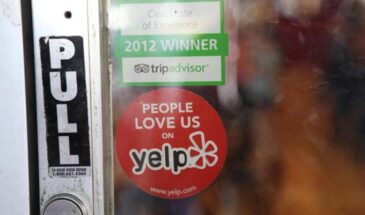 Certificate
of Excellence
2012 WINNER
tripadvisor
PULL
PEOPLE
LOVE US
ON
yelp
www.yelp.com